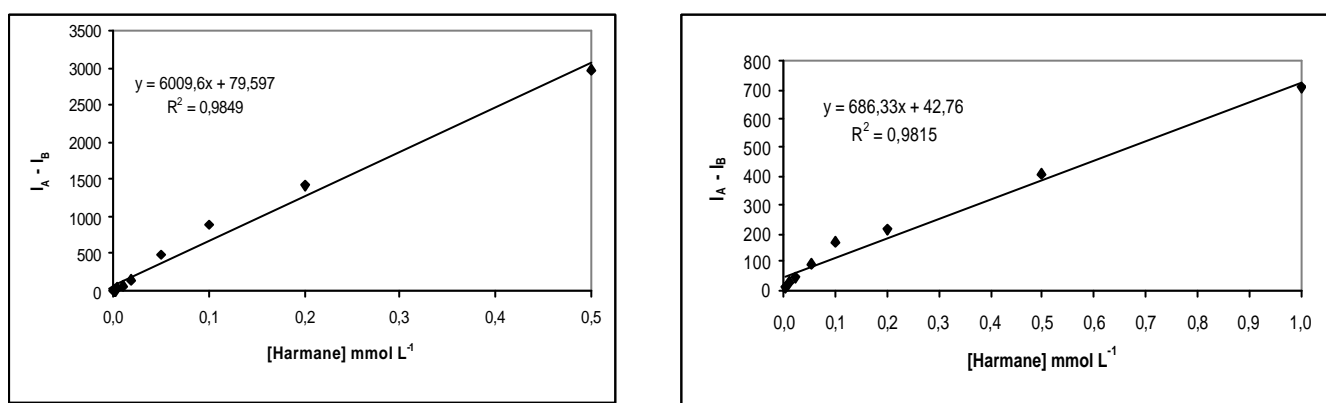 3500
3000
2500
2000
1500
1000
500
0
I_A - I_B
y = 6009,6x + 79,597
R² = 0,9849
0,0 0,1 0,2 0,3 0,4 0,5
[Harmane] mmol L⁻¹
800
700
600
500
400
300
200
100
0
I_A - I_B
y = 686,33x + 42,76
R² = 0,9815
0,0 0,1 0,2 0,3 0,4 0,5 0,6 0,7 0,8 0,9 1,0
[Harmane] mmol L⁻¹